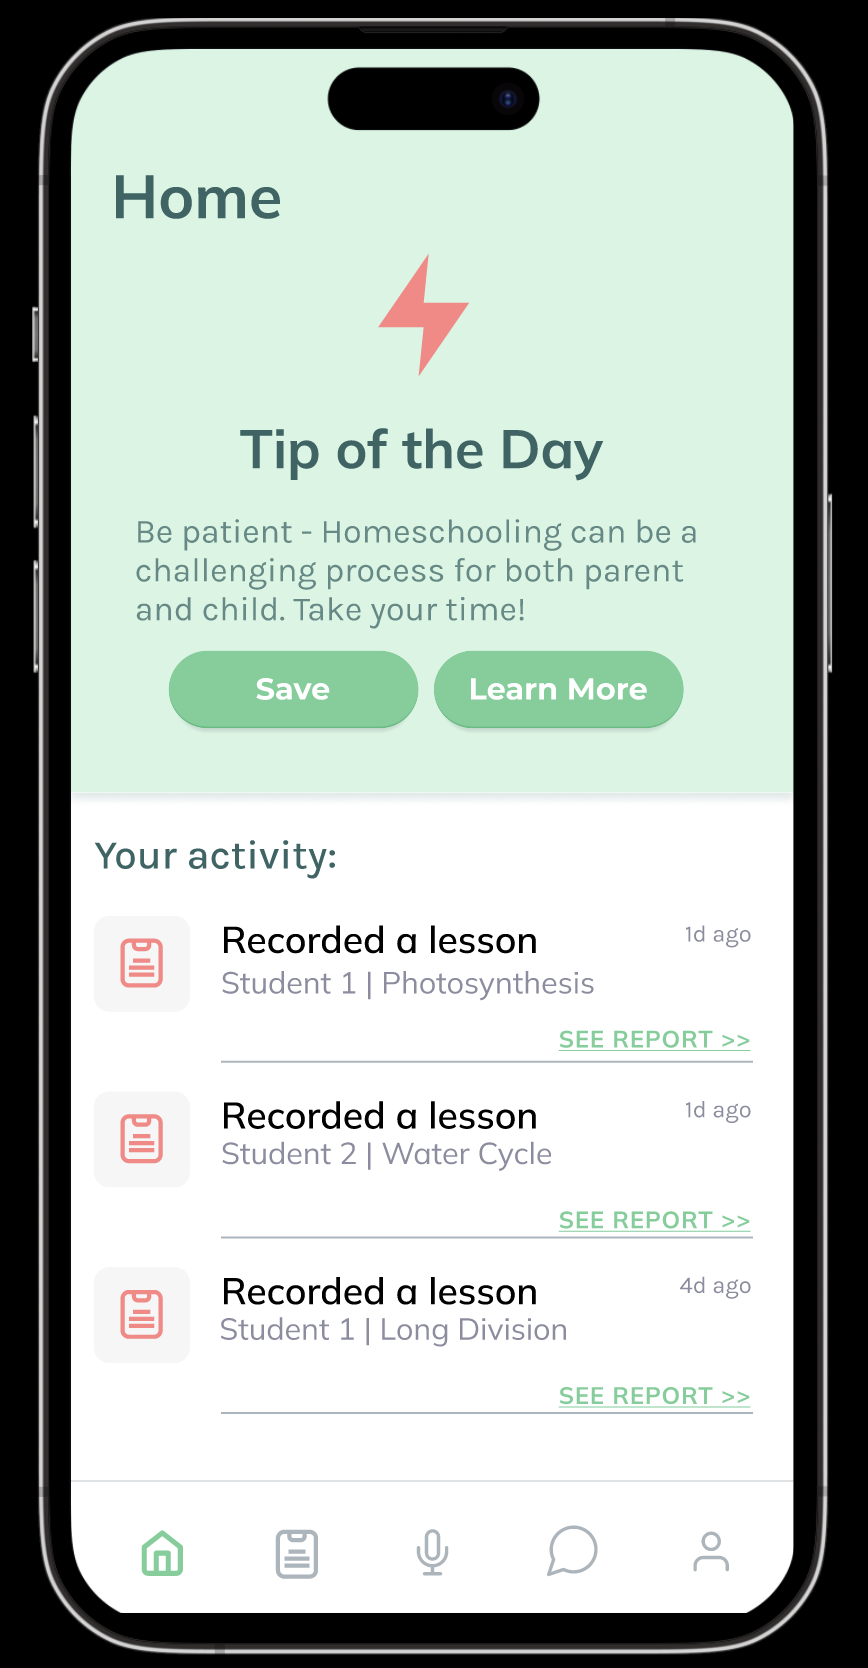 Home
Tip of the Day
Be patient - Homeschooling can be a
challenging process for both parent
and child. Take your time!
Save
Learn More
Your activity:
Recorded a lesson
1d ago
Student 1 | Photosynthesis
SEE REPORT >>
Recorded a lesson
1d ago
Student 2 | Water Cycle
SEE REPORT >>
Recorded a lesson
4d ago
Student 1 | Long Division
SEE REPORT >>